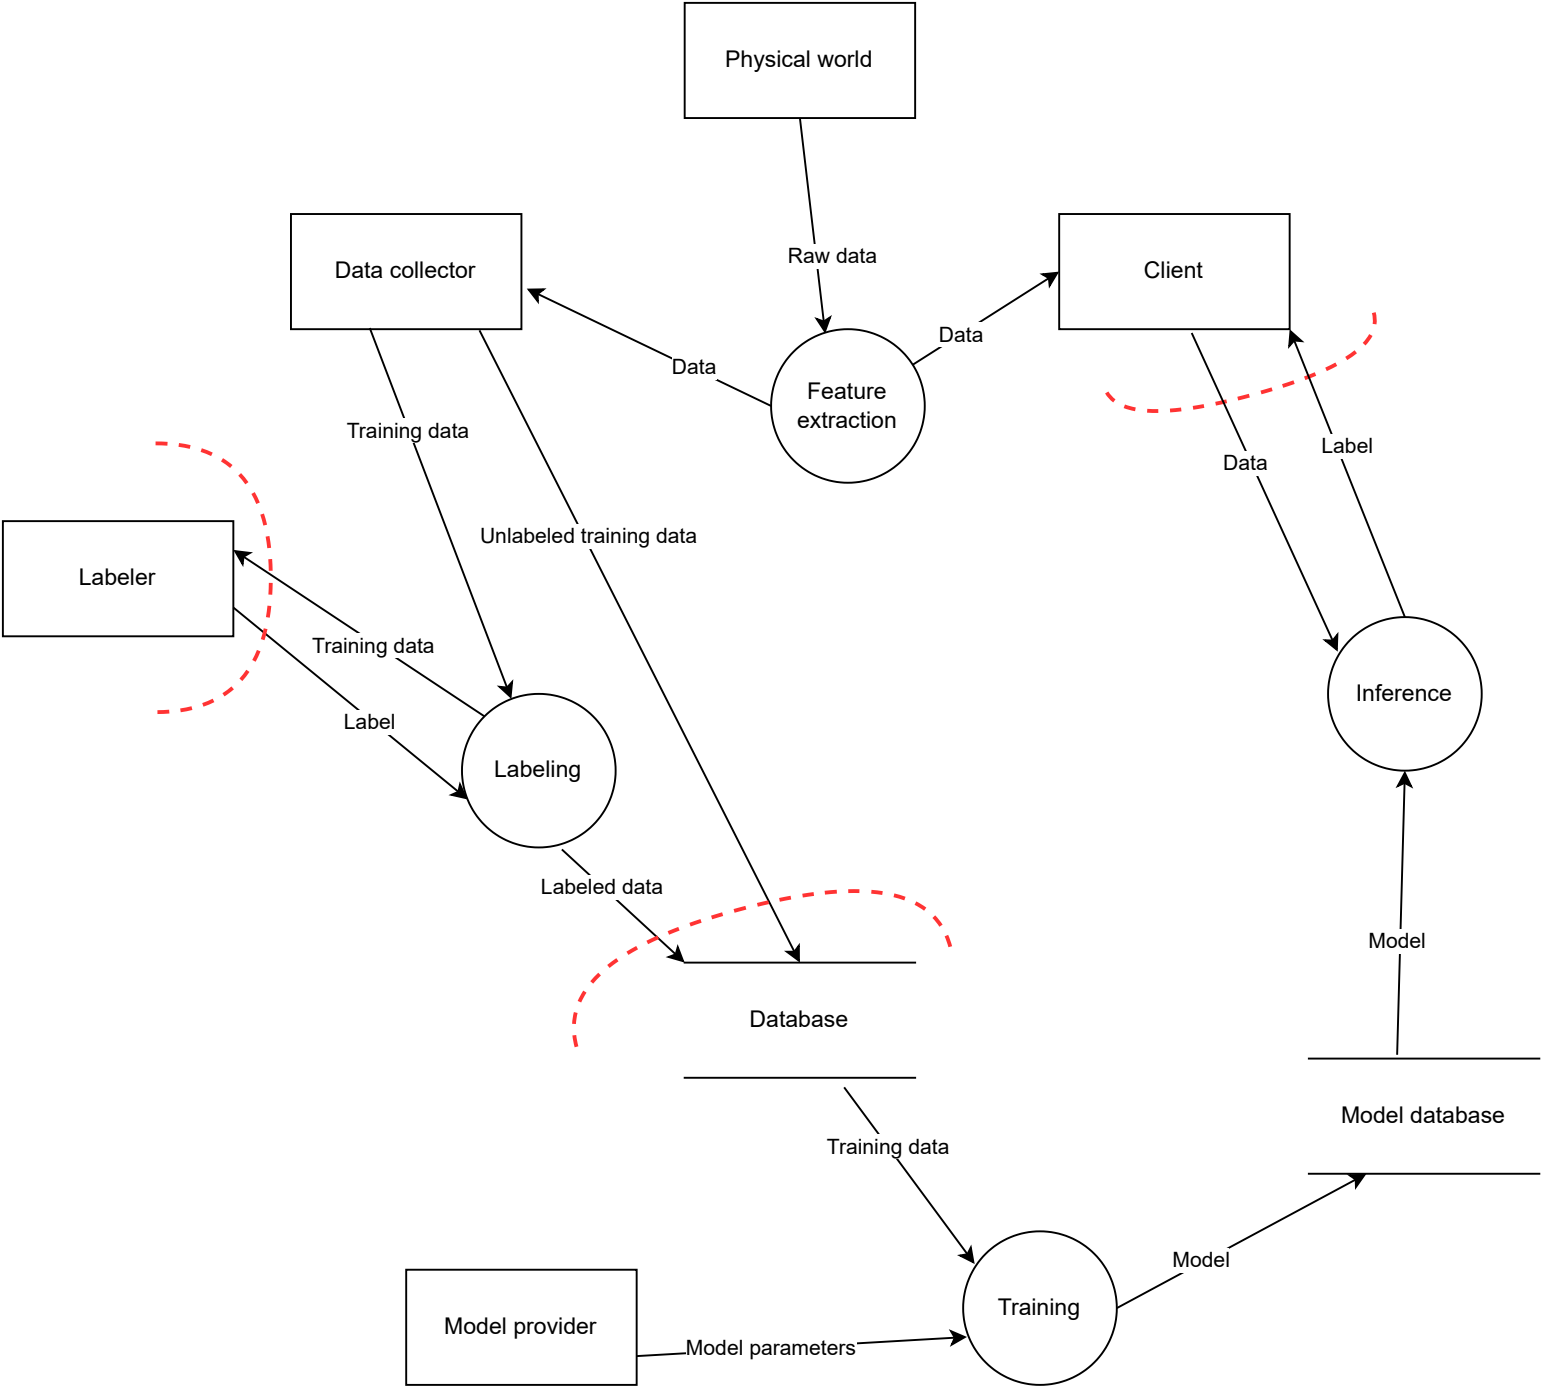 Physical world
Raw data
Data collector
Client
Data
Data
Feature
extraction
Training data
Label
Data
Unlabeled training data
Labeler
Training data
Label
Inference
Labeling
Labeled data
Model
Database
Model database
Training data
Model
Training
Model provider
Model parameters